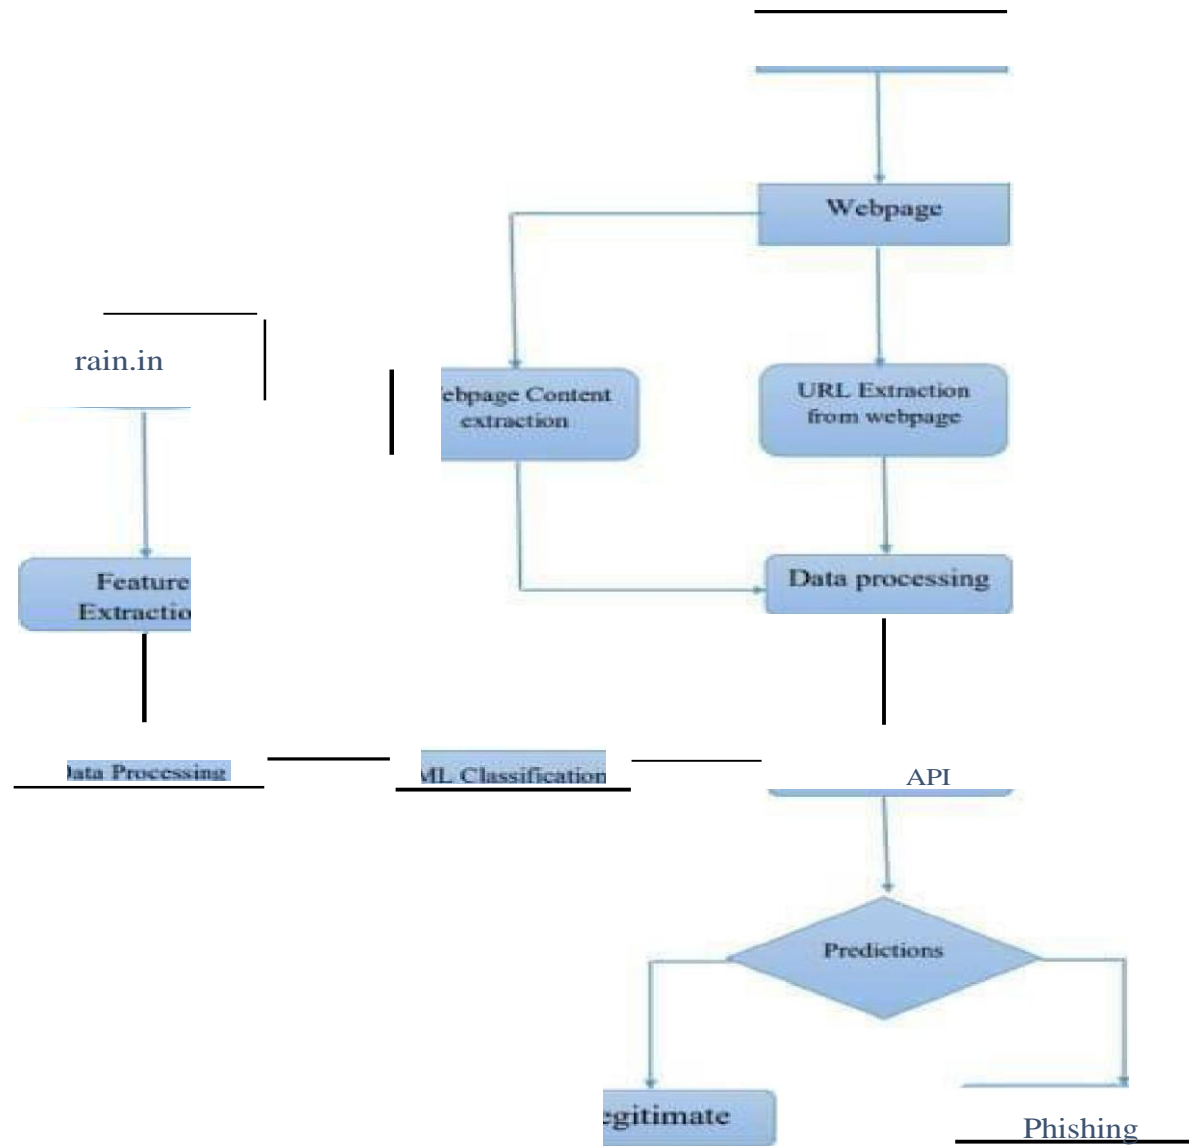 Webpage
rain.in
ebpage Content
extraction
URL Extraction
from webpage
Feature
Extractio
Data processing
ata Processing
ML Classification
API
Predictions
egitimate
Phishing